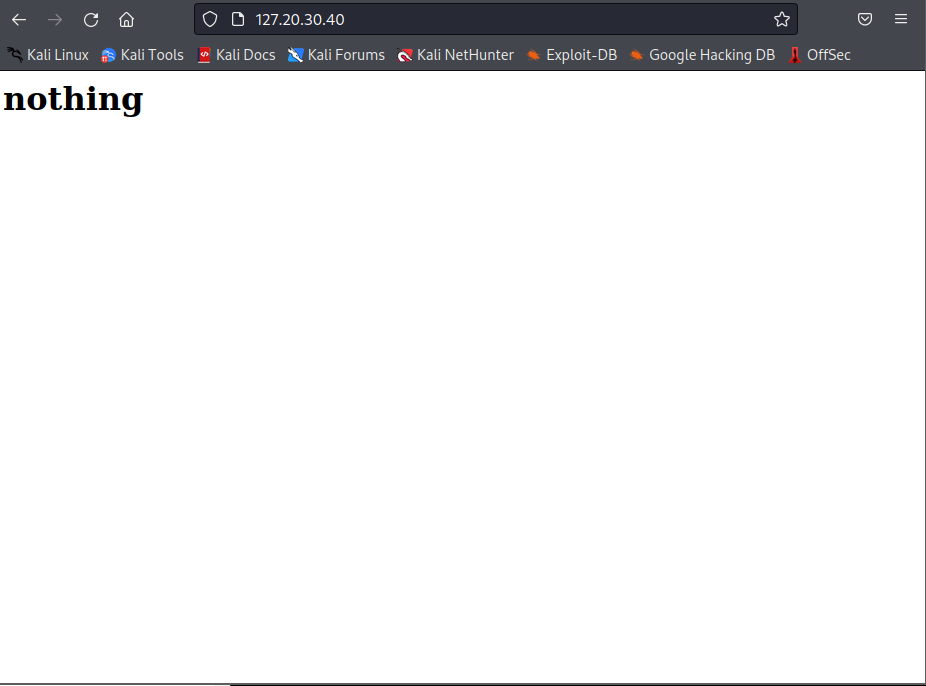 127.20.30.40
Kali Linux Kali Tools Kali Docs Kali Forums Kali NetHunter Exploit-DB Google Hacking DB OffSec
nothing